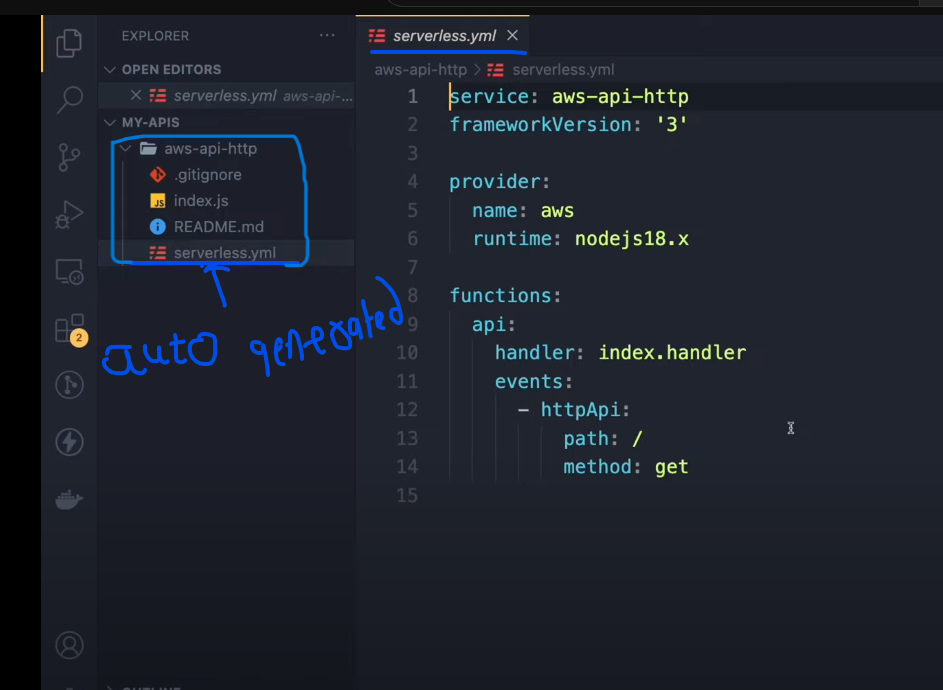 EXPLORER ...
OPEN EDITORS
serverless.yml aws-api-...
MY-APIS
aws-api-http
.gitignore
JS index.js
i README.md
serverless.yml
2
auto generated
serverless.yml
aws-api-http > serverless.yml
1 service: aws-api-http
2 frameworkVersion: '3'
3
4 provider:
5 name: aws
6 runtime: nodejs18.x
7
8 functions:
9 api:
10 handler: index.handler
11 events:
12 - httpApi:
13 path: /
14 method: get
15
OUTLINE